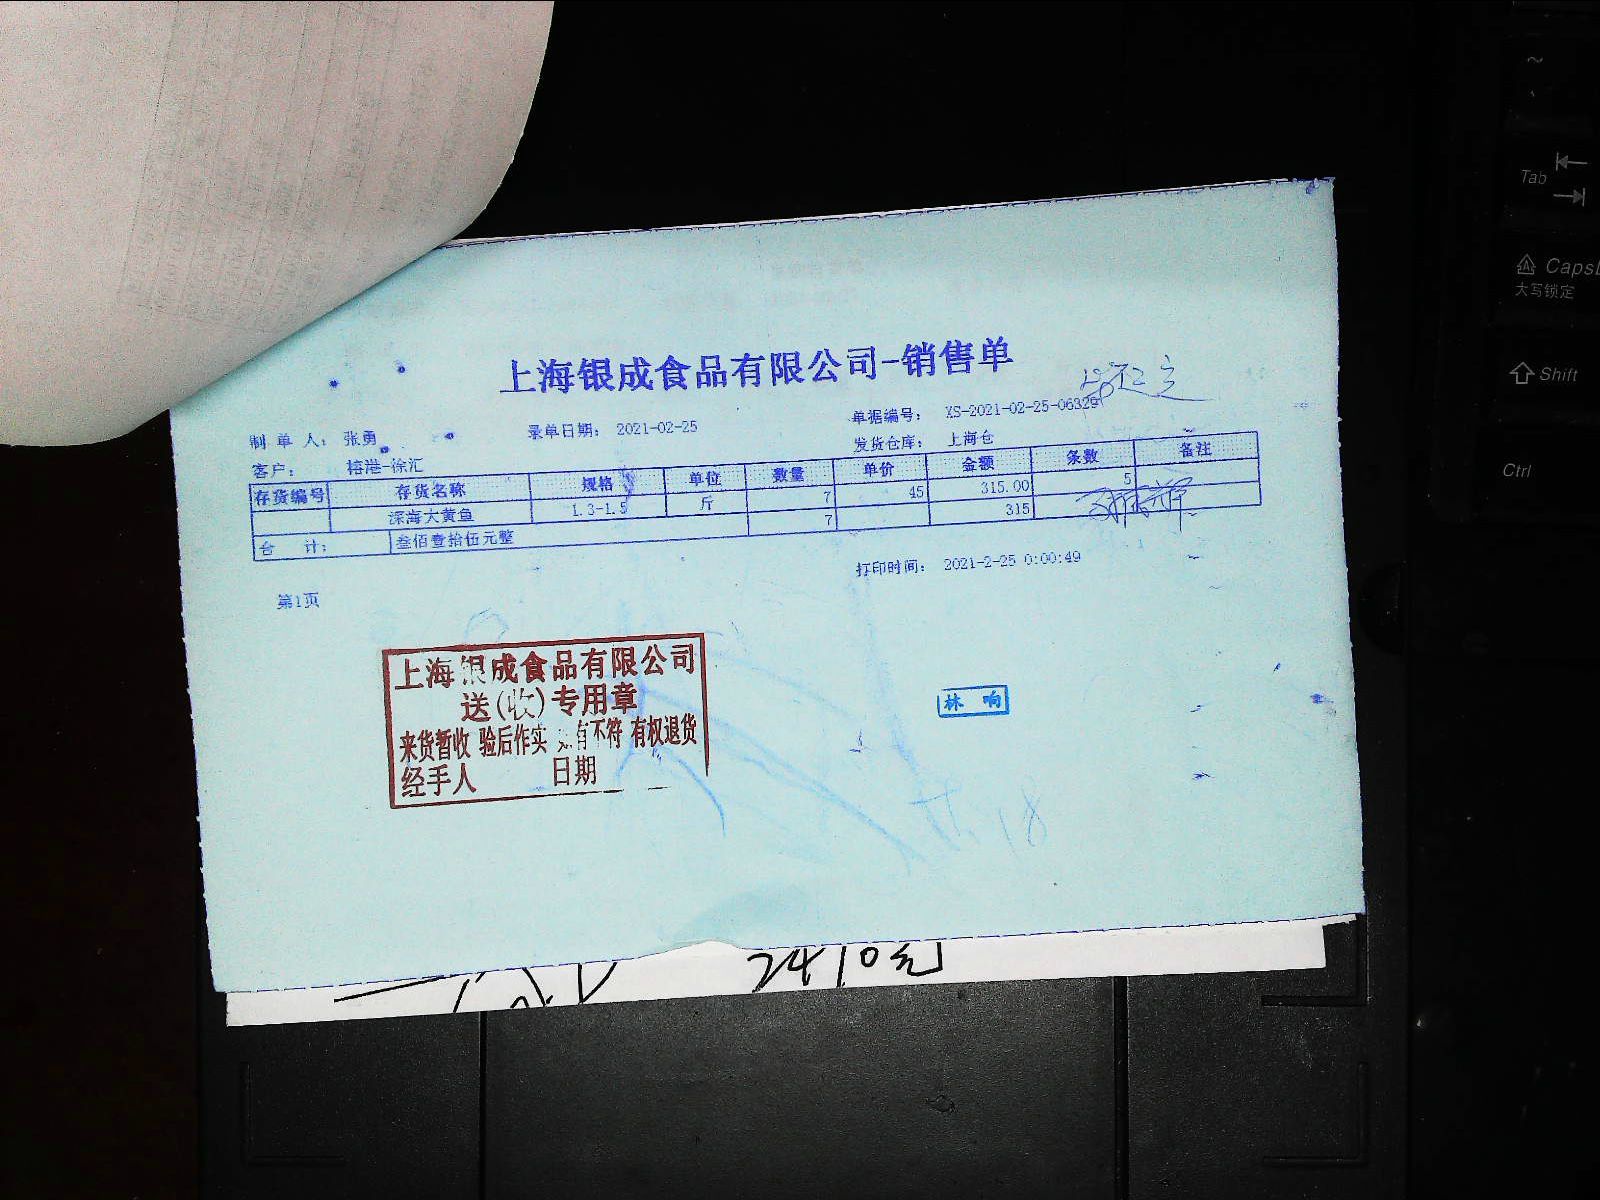 上海银成食品有限公司-销售单
制 单 人： 张勇 录单日期： 2021-02-25 单据编号： XS-2021-02-25-06329
客户： 榕港-徐汇 发货仓库： 上海仓
存货编号 存货名称 规格 单位 数量 单价 金额 条数 备注
深海大黄鱼 1.3-1.5 斤 7 45 315.00 5
合 计： 叁佰壹拾伍元整 7 315
打印时间： 2021-2-25 0:00:49
第1页
上海银成食品有限公司
送(收)专用章
来货暂收 验后作实 如有不符 有权退货
经手人 日期
林 响
18
2410元
~
Tab
Caps
大写锁定
Shift
Ctrl